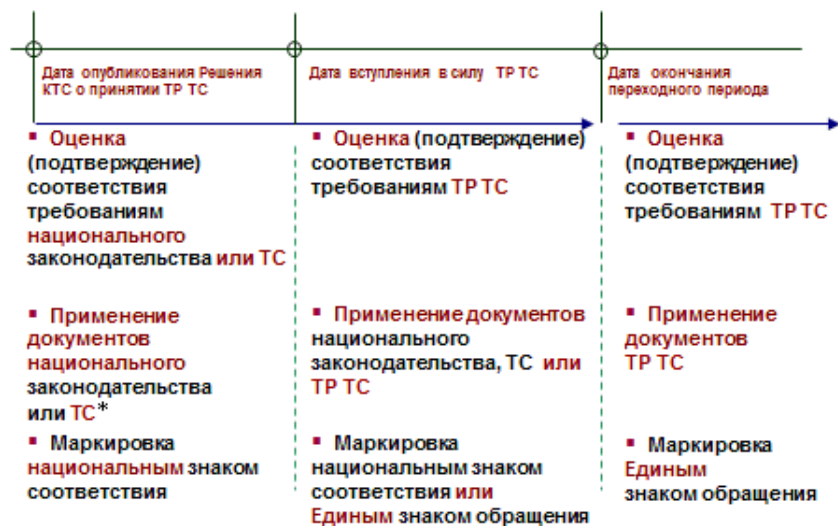 Дата опубликования Решения
КТС о принятии ТР ТС
▪ Оценка
(подтверждение)
соответствия
требованиям
национального
законодательства или ТС
▪ Применение
документов
национального
законодательства
или ТС*
▪ Маркировка
национальным знаком
соответствия
Дата вступления в силу ТР ТС
▪ Оценка (подтверждение)
соответствия
требованиям ТР ТС
▪ Применение документов
национального
законодательства, ТС или
ТР ТС
▪ Маркировка
национальным знаком
соответствия или
Единым знаком обращения
Дата окончания
переходного периода
▪ Оценка
(подтверждение)
соответствия
требованиям ТР ТС
▪ Применение
документов
ТР ТС
▪ Маркировка
Единым
знаком обращения